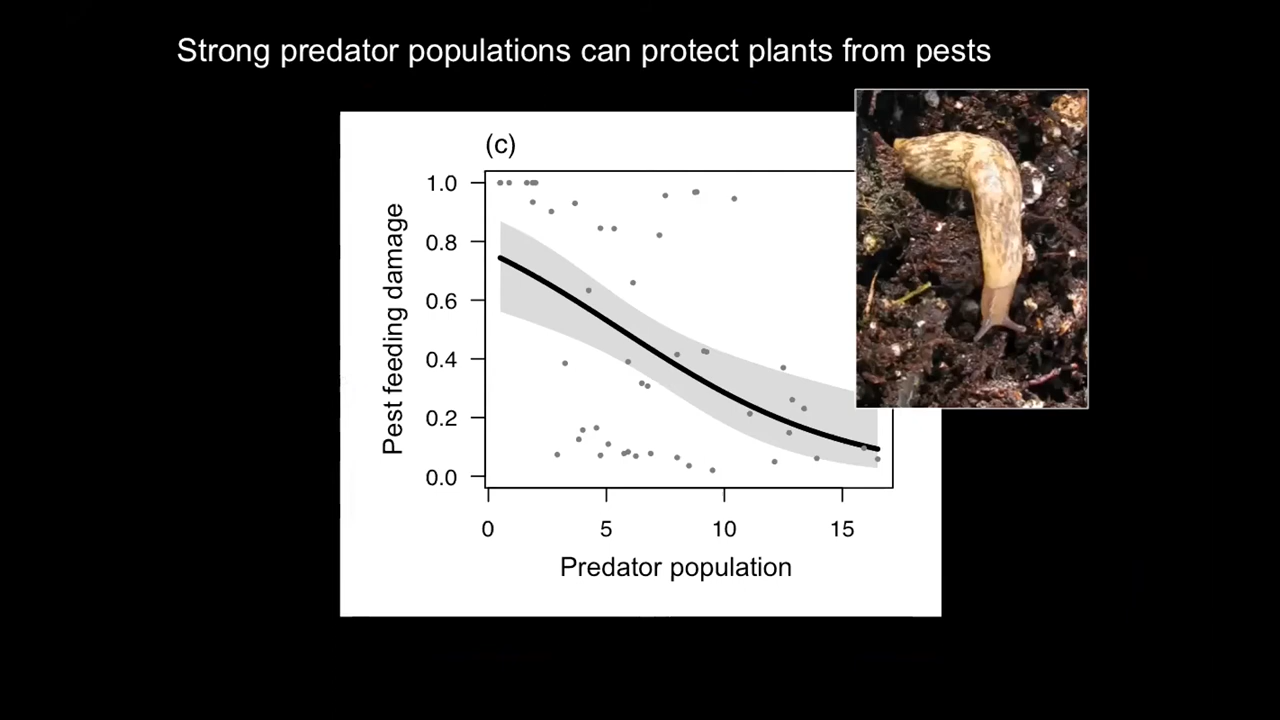 Strong predator populations can protect plants from pests
(c)
Pest feeding damage
1.0
0.8
0.6
0.4
0.2
0.0
0 5 10 15
Predator population